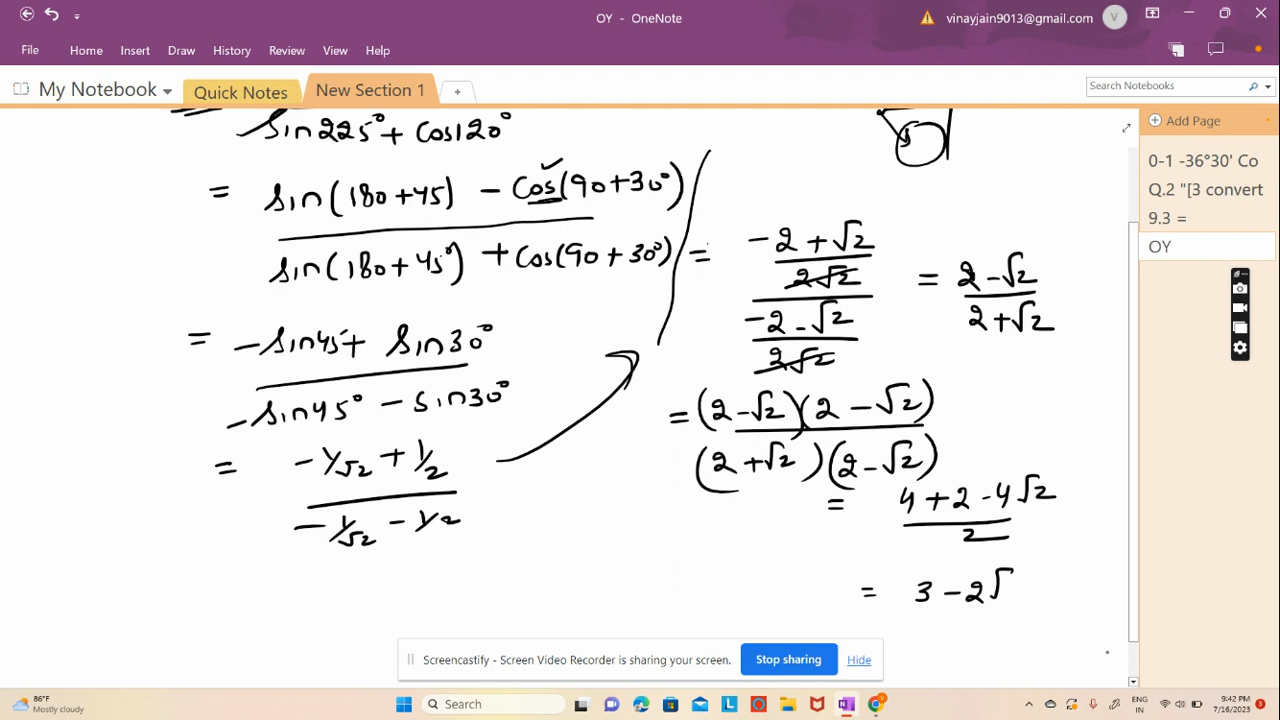 OY - OneNote
vinayjain9013@gmail.com
V
File
Home
Insert
Draw
History
Review
View
Help
My Notebook
Quick Notes
New Section 1
+
Search Notebooks
Add Page
0-1 -36°30' Co
Q.2 "[3 convert
9.3 =
OY
Sin225° + Cos120°
= sin(180+45) - cos(90+30°)
sin(180+45°) + cos(90+30°)
= -sin45 + sin30°
-sin45° - sin30°
= -1/√2 + 1/2
-1/√2 - 1/2
= -2+√2
2√2
-2-√2
2√2
= 2-√2
2+√2
= (2-√2)(2-√2)
(2+√2)(2-√2)
= 4+2-4√2
2
= 3-2√
Screencastify - Screen Video Recorder is sharing your screen.
Stop sharing
Hide
86°F
Mostly cloudy
Search
ENG
IN
9:42 PM
7/16/2023